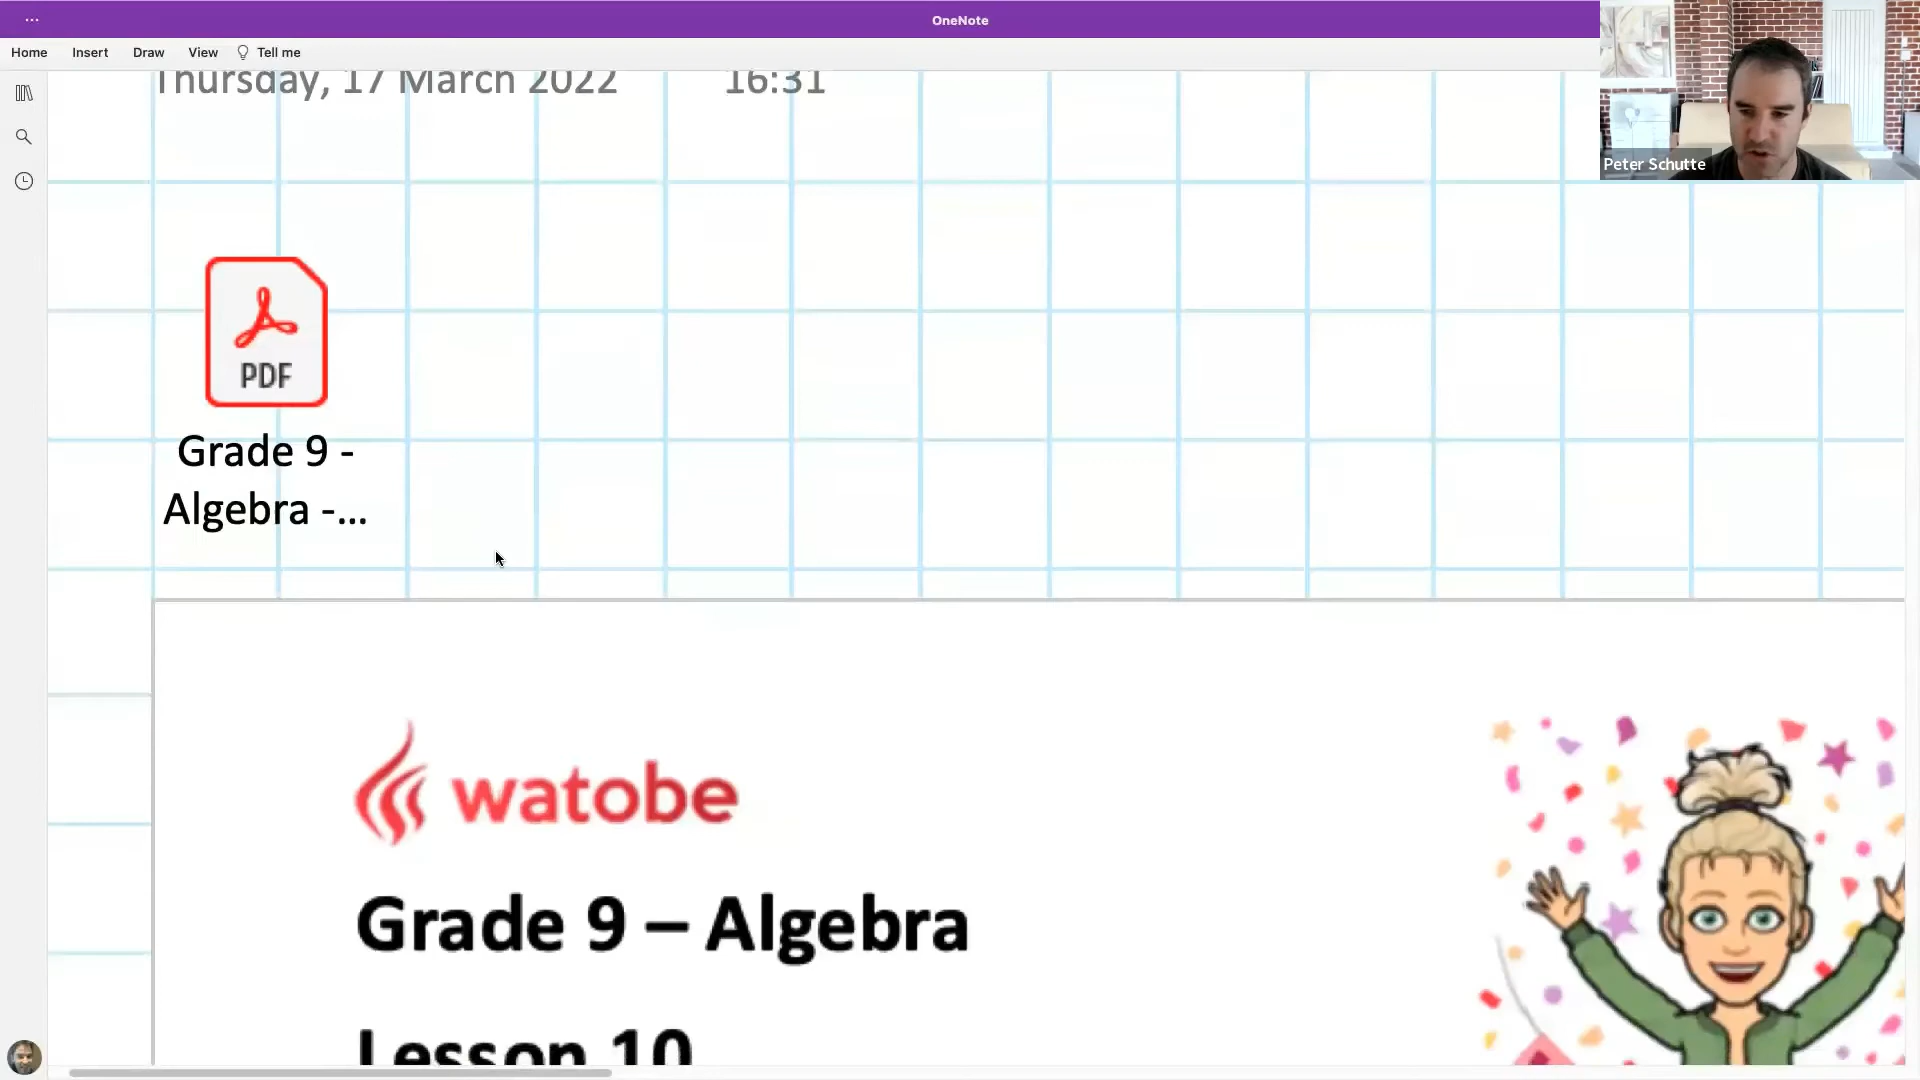 OneNote
Home Insert Draw View Tell me
Thursday, 17 March 2022 16:31
Peter Schutte
PDF
Grade 9 -
Algebra -...
watobe
Grade 9 – Algebra
Lesson 10